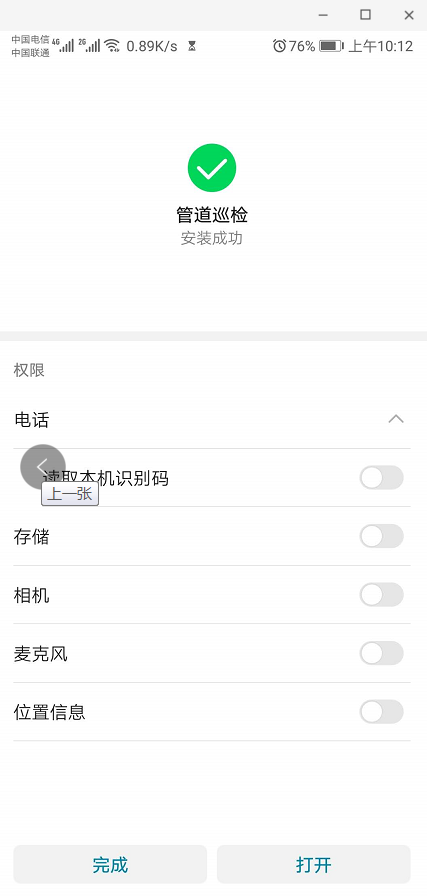 中国电信 4G 2G 0.89K/s 76% 上午10:12
中国联通
管道巡检
安装成功
权限
电话
读取本机识别码
上一张
存储
相机
麦克风
位置信息
完成
打开